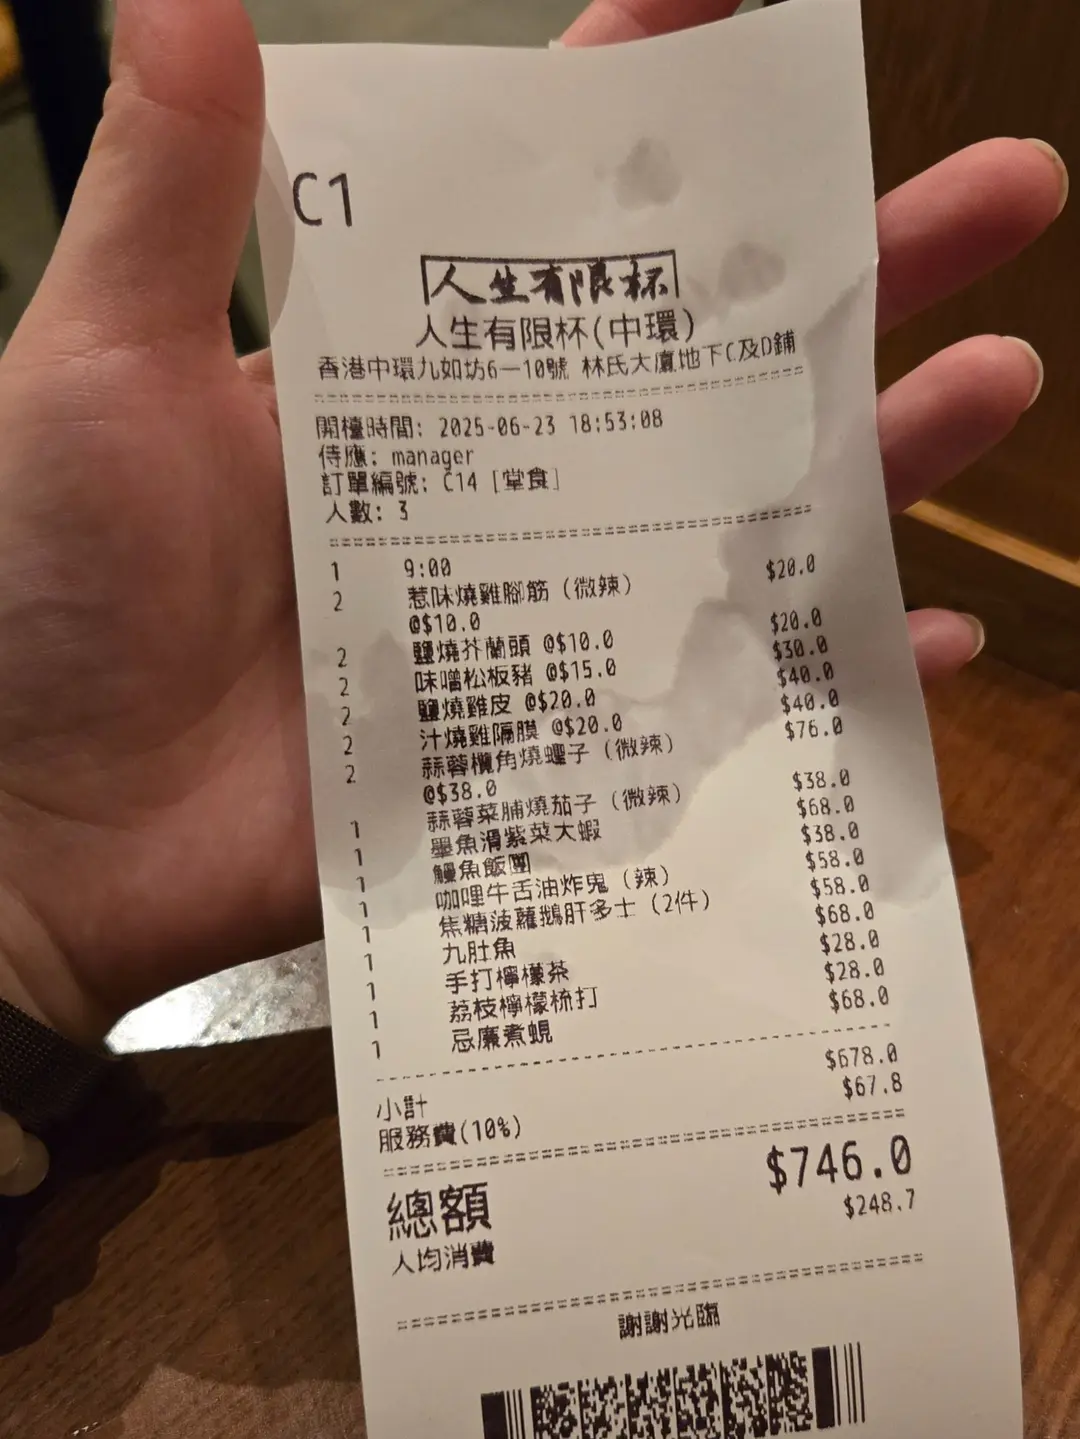 C1
人生有限杯
人生有限杯(中環)
香港中環九如坊6—10號 林氏大廈地下C及D鋪
開檯時間: 2025-06-23 18:53:08
侍應: manager
訂單編號: C14 [堂食]
人數: 3
1 9:00
2 惹味燒雞腳筋 (微辣) $20.0
@$10.0
2 鹽燒芥蘭頭 @$10.0 $20.0
2 味噌松板豬 @$15.0 $30.0
2 鹽燒雞皮 @$20.0 $40.0
2 汁燒雞隔膜 @$20.0 $40.0
2 蒜蓉欖角燒蟶子 (微辣) $76.0
@$38.0
1 蒜蓉菜脯燒茄子 (微辣) $38.0
1 墨魚滑紫菜大蝦 $68.0
1 鰻魚飯團 $38.0
1 咖哩牛舌油炸鬼 (辣) $58.0
1 焦糖菠蘿鵝肝多士 (2件) $58.0
1 九肚魚 $68.0
1 手打檸檬茶 $28.0
1 荔枝檸檬梳打 $28.0
1 忌廉煮蜆 $68.0
小計 $678.0
服務費(10%) $67.8
總額 $746.0
人均消費 $248.7
謝謝光臨